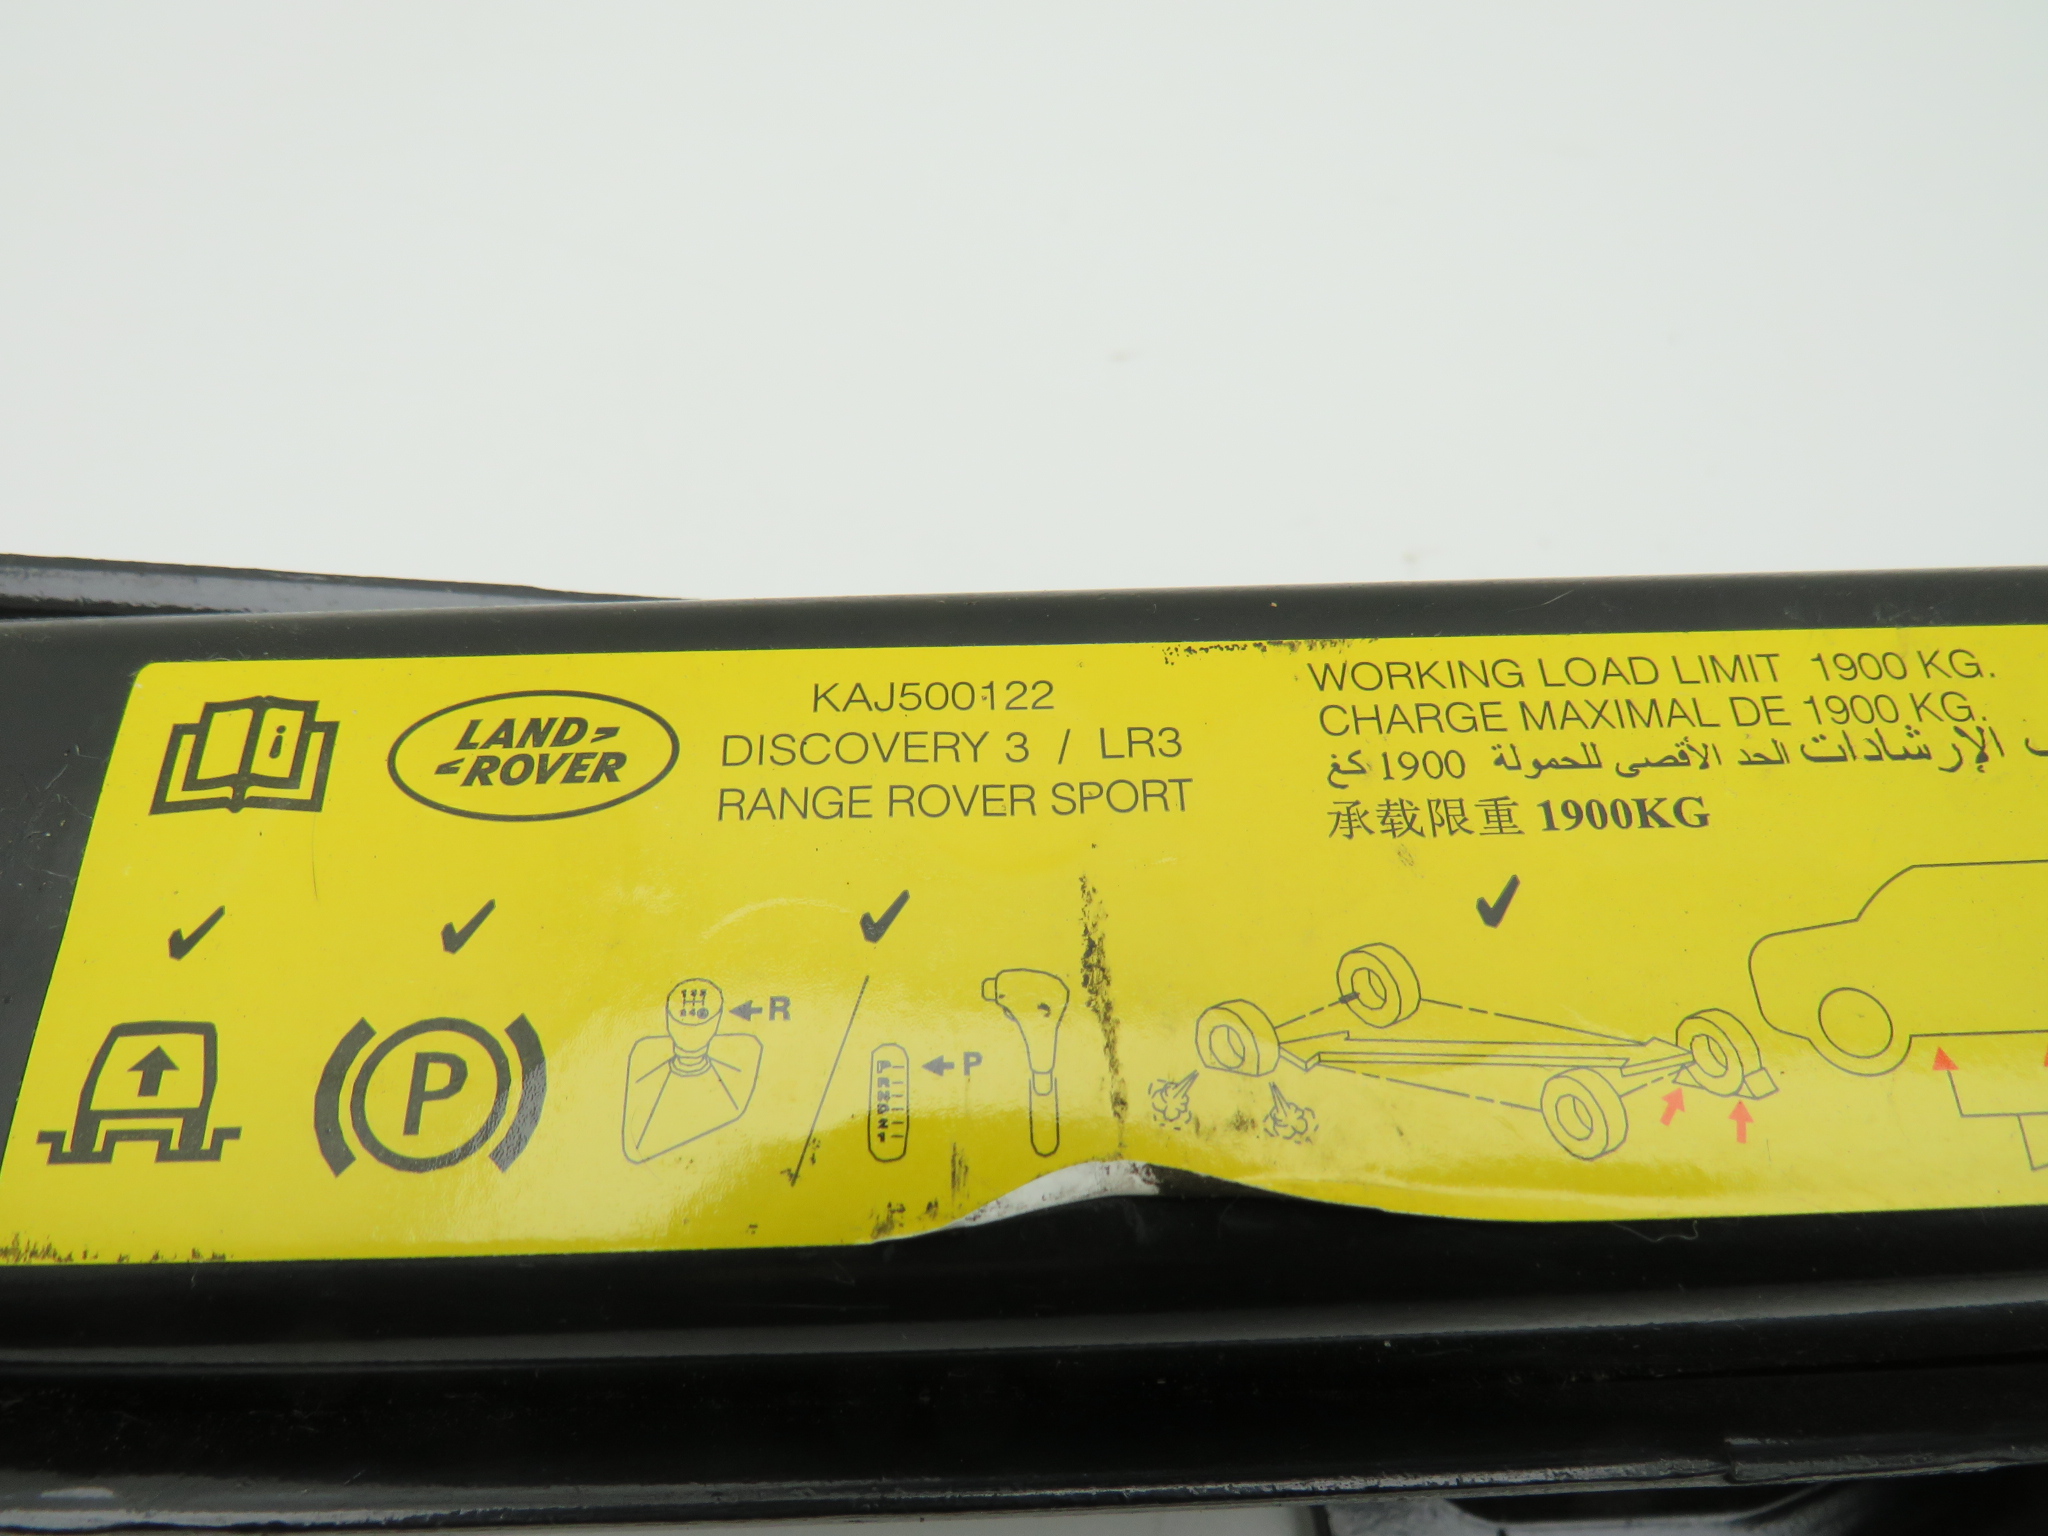 LAND
ROVER
KAJ500122
DISCOVERY 3 / LR3
RANGE ROVER SPORT
WORKING LOAD LIMIT 1900 KG.
CHARGE MAXIMAL DE 1900 KG.
الإرشادات الحد الأقصى للحمولة 1900 كغ
承载限重 1900KG
i
P
R
P